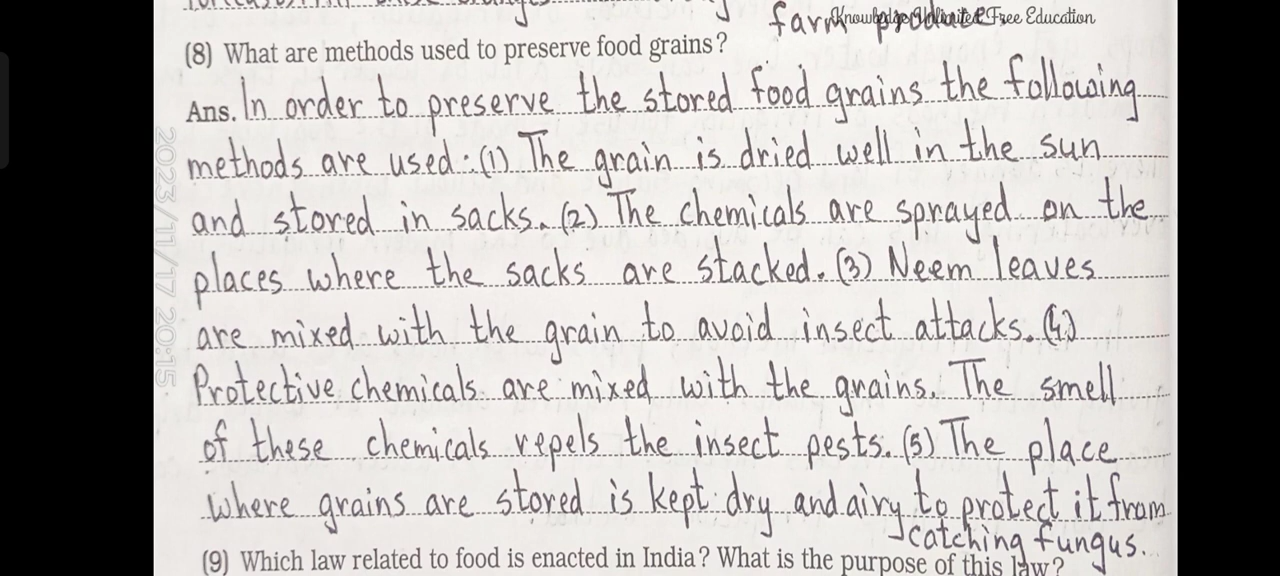 farm produce. Knowledge Unlimited Free Education
(8) What are methods used to preserve food grains?
Ans. In order to preserve the stored food grains the following
methods are used:-(1) The grain is dried well in the sun
and stored in sacks. (2) The chemicals are sprayed on the
places where the sacks are stacked. (3) Neem leaves
are mixed with the grain to avoid insect attacks. (4)
Protective chemicals are mixed with the grains. The smell
of these chemicals repels the insect pests. (5) The place
where grains are stored is kept dry and airy to protect it from
catching fungus.
(9) Which law related to food is enacted in India? What is the purpose of this law?
2023/11/17 20:15